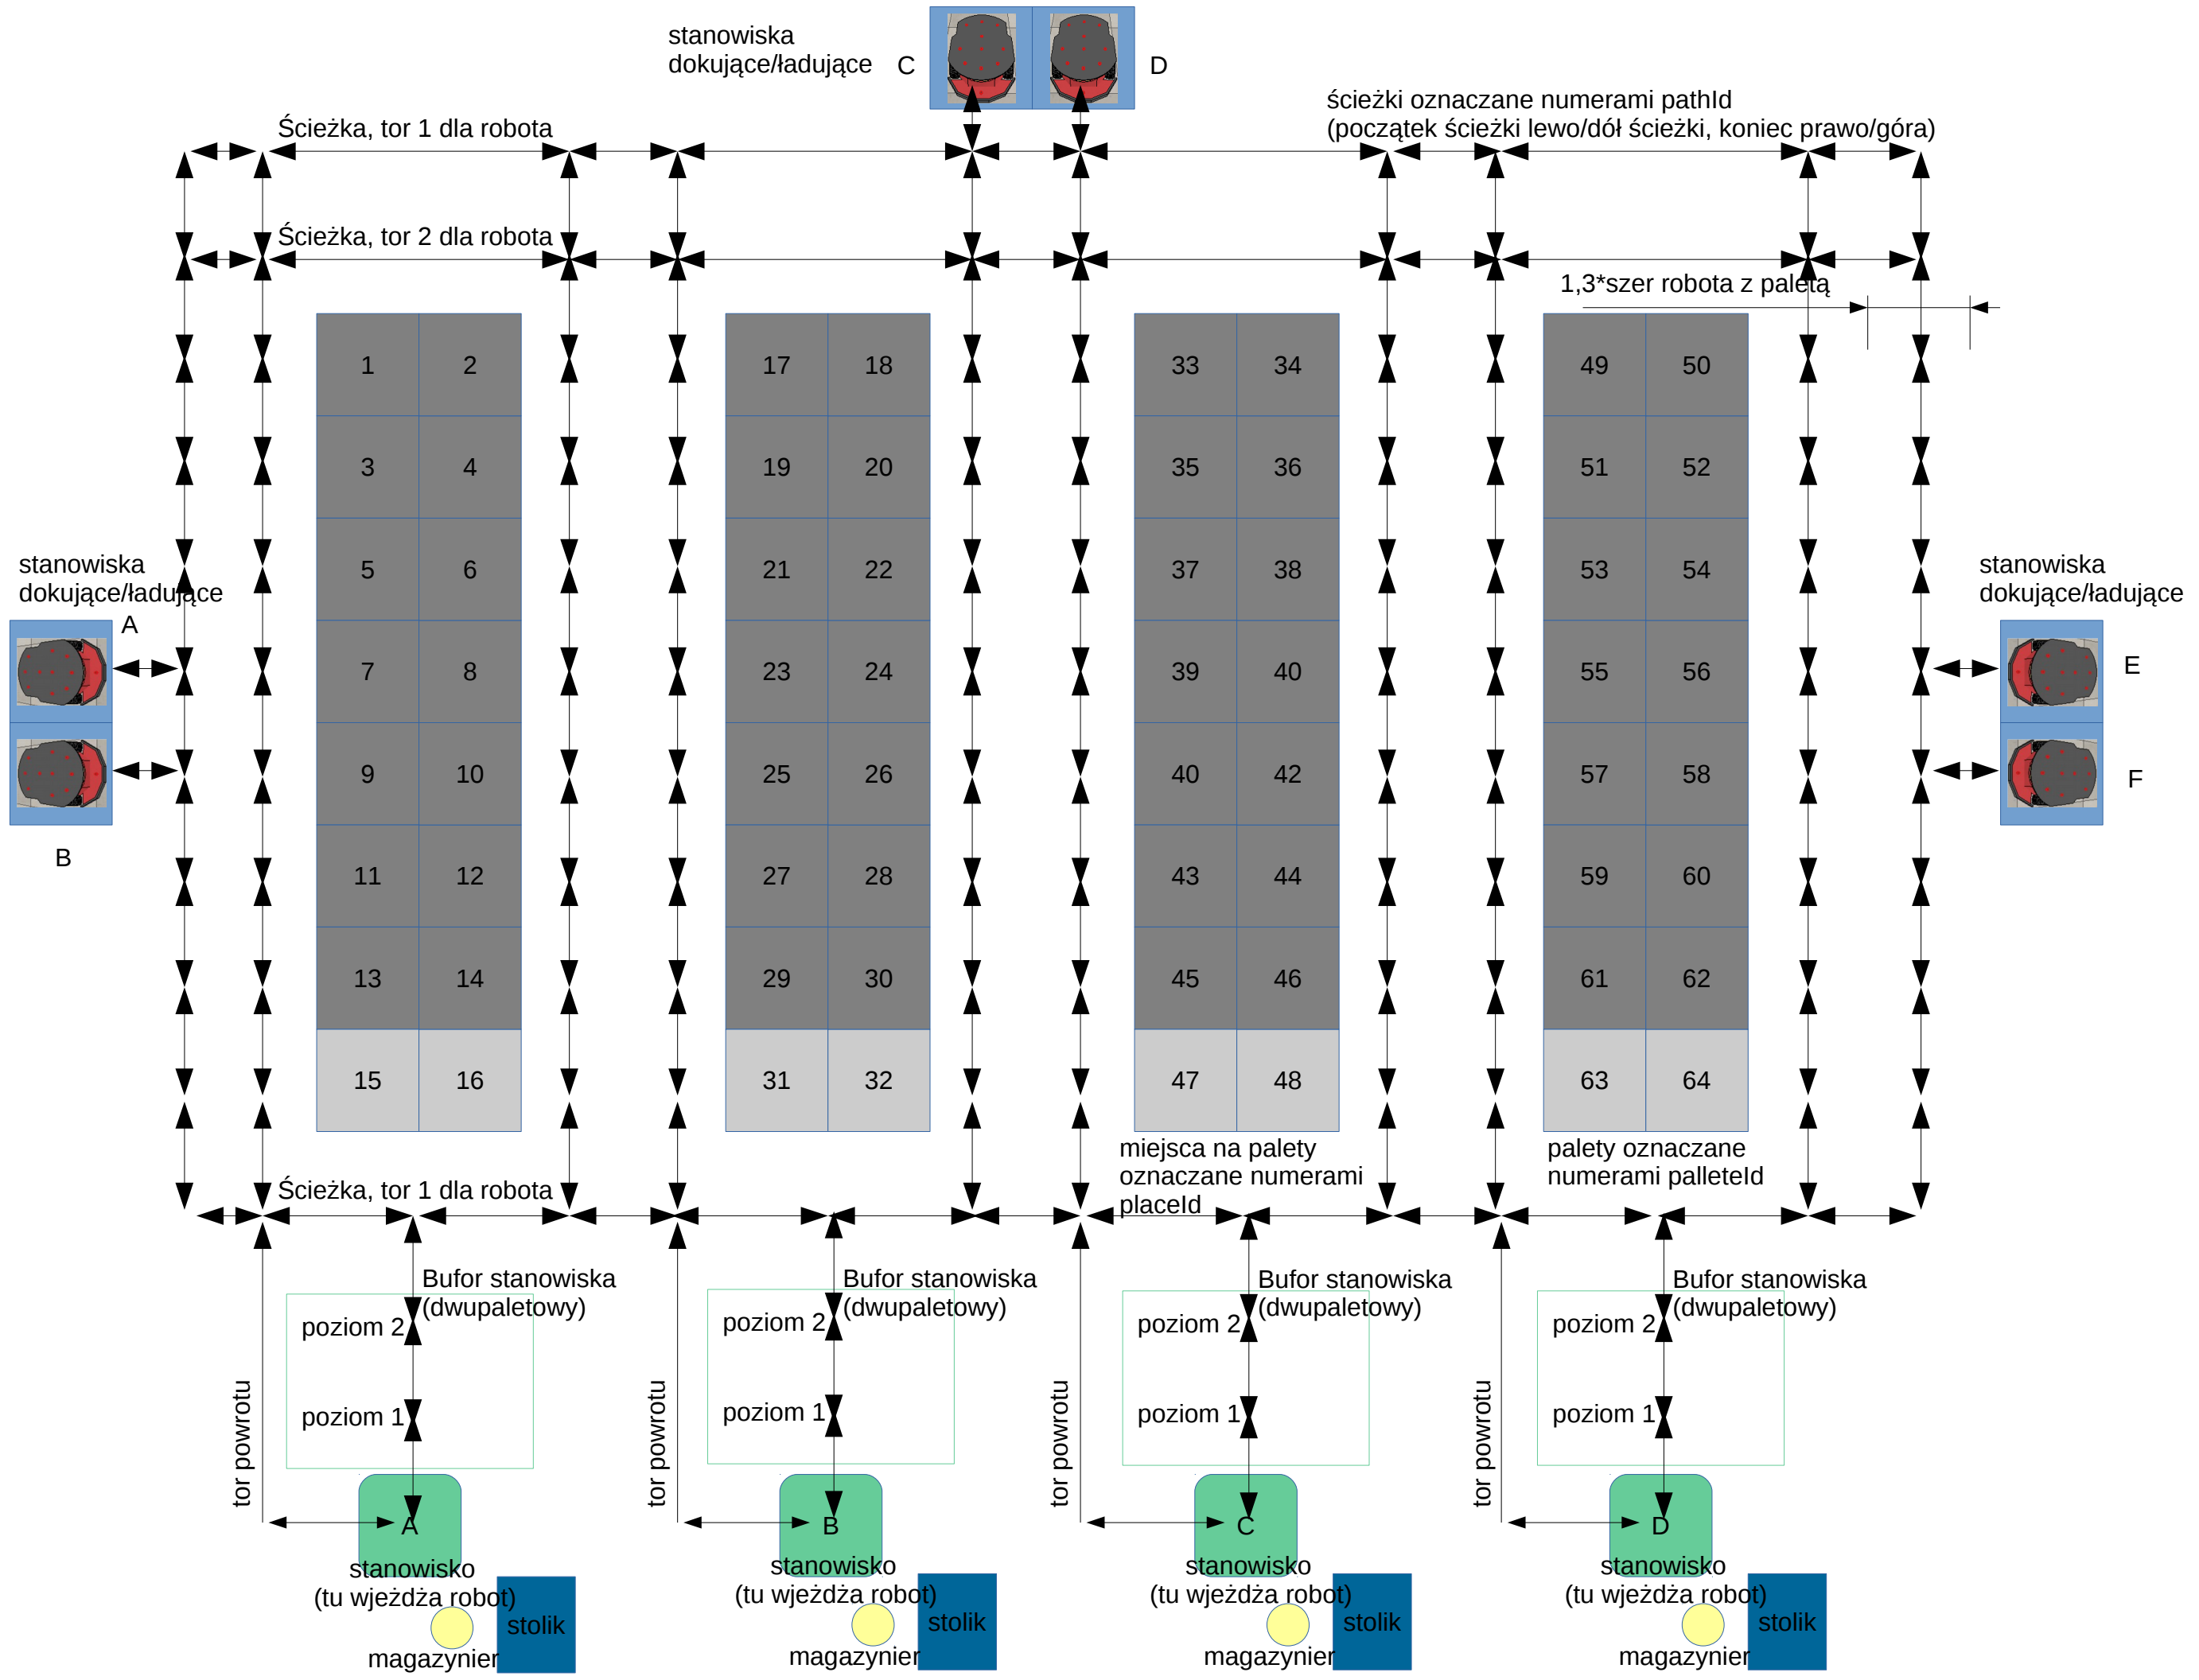 stanowiska
dokujące/ładujące
C
D
ścieżki oznaczane numerami pathId
(początek ścieżki lewo/dół ścieżki, koniec prawo/góra)
Ścieżka, tor 1 dla robota
Ścieżka, tor 2 dla robota
1,3*szer robota z paletą
1 2 17 18 33 34 49 50
3 4 19 20 35 36 51 52
5 6 21 22 37 38 53 54
stanowiska
dokujące/ładujące
A
stanowiska
dokujące/ładujące
7 8 23 24 39 40 55 56
E
9 10 25 26 40 42 57 58
F
B
11 12 27 28 43 44 59 60
13 14 29 30 45 46 61 62
15 16 31 32 47 48 63 64
miejsca na palety
oznaczane numerami
placeId
palety oznaczane
numerami palleteId
Ścieżka, tor 1 dla robota
Bufor stanowiska
(dwupaletowy)
poziom 2
poziom 1
tor powrotu
A
stanowisko
(tu wjeżdża robot)
stolik
magazynier
Bufor stanowiska
(dwupaletowy)
poziom 2
poziom 1
tor powrotu
B
stanowisko
(tu wjeżdża robot)
stolik
magazynier
Bufor stanowiska
(dwupaletowy)
poziom 2
poziom 1
tor powrotu
C
stanowisko
(tu wjeżdża robot)
stolik
magazynier
Bufor stanowiska
(dwupaletowy)
poziom 2
poziom 1
tor powrotu
D
stanowisko
(tu wjeżdża robot)
stolik
magazynier